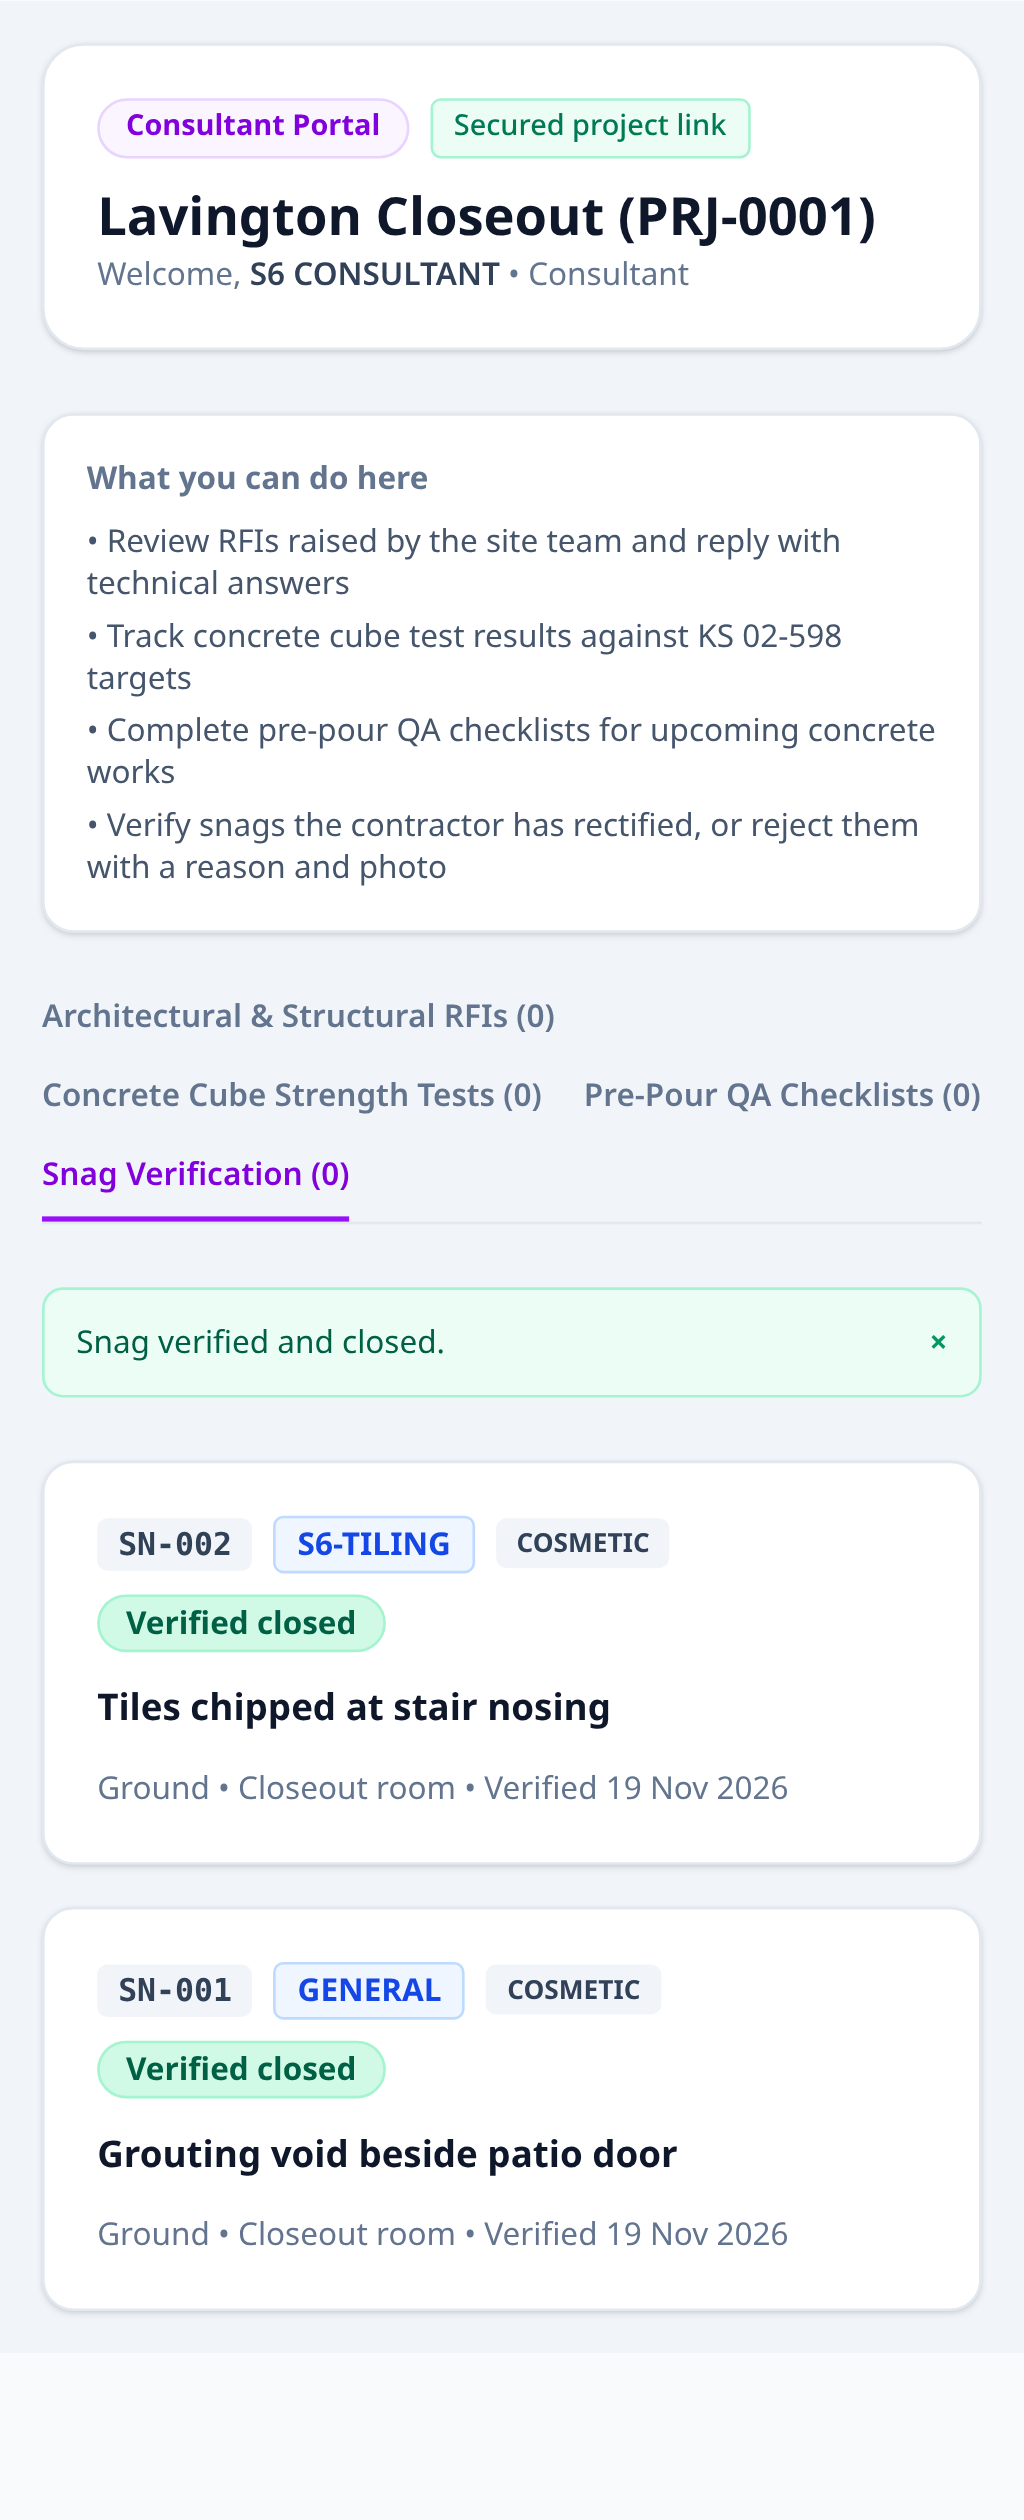 Consultant Portal Secured project link
Lavington Closeout (PRJ-0001)
Welcome, S6 CONSULTANT • Consultant
What you can do here
• Review RFIs raised by the site team and reply with
technical answers
• Track concrete cube test results against KS 02-598
targets
• Complete pre-pour QA checklists for upcoming concrete
works
• Verify snags the contractor has rectified, or reject them
with a reason and photo
Architectural & Structural RFIs (0)
Concrete Cube Strength Tests (0) Pre-Pour QA Checklists (0)
Snag Verification (0)
Snag verified and closed. ×
SN-002 S6-TILING COSMETIC
Verified closed
Tiles chipped at stair nosing
Ground • Closeout room • Verified 19 Nov 2026
SN-001 GENERAL COSMETIC
Verified closed
Grouting void beside patio door
Ground • Closeout room • Verified 19 Nov 2026